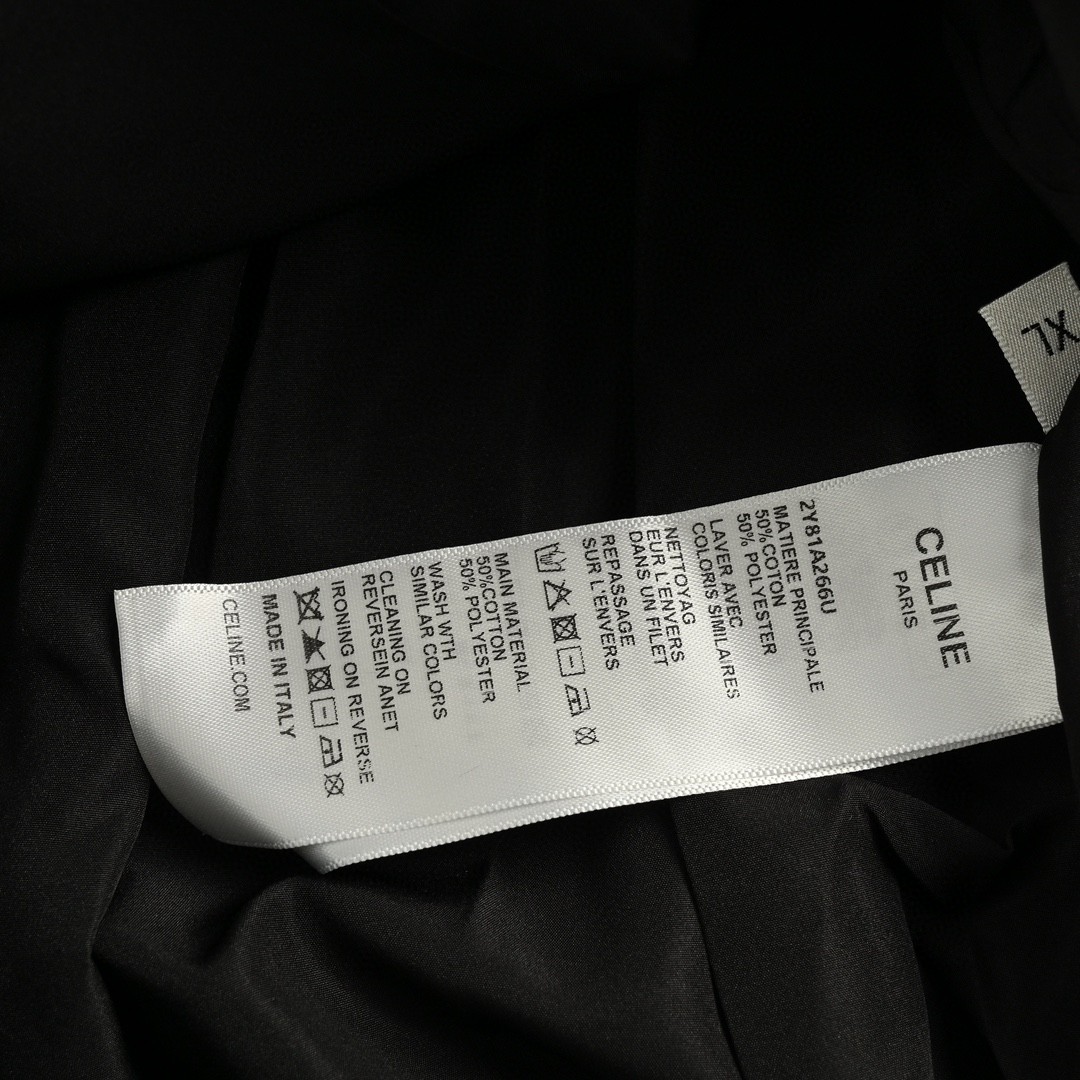 CELINE
PARIS
2Y81A266U
MATIERE PRINCIPALE
50%COTON
50% POLYESTER
LAVER AVEC
COLORIS SIMILAIRES
NETTOYAG
EUR L'ENVERS
DANS UN FILET
REPASSAGE
SUR L'ENVERS
MAIN MATERIAL
50%COTTON
50% POLYESTER
WASH WTH
SIMILAR COLORS
CLEANING ON
REVERSEIN ANET
IRONING ON REVERSE
MADE IN ITALY
CELINE.COM
XL